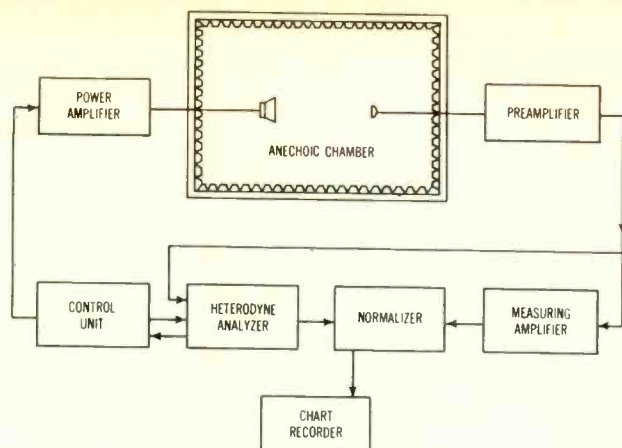 POWER
AMPLIFIER
ANECHOIC CHAMBER
PREAMPLIFIER
CONTROL
UNIT
HETERODYNE
ANALYZER
NORMALIZER
MEASURING
AMPLIFIER
CHART
RECORDER